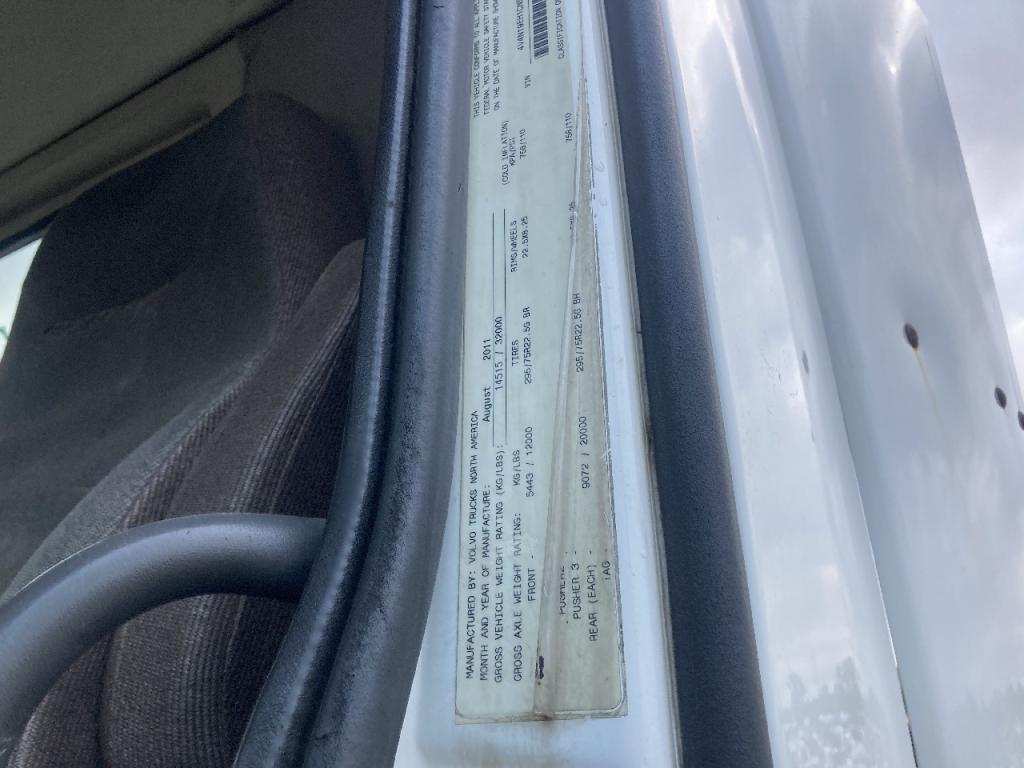 MANUFACTURED BY: VOLVO TRUCKS NORTH AMERICA
MONTH AND YEAR OF MANUFACTURE: August 2011
GROSS VEHICLE WEIGHT RATING (KG/LBS): 14515 / 32000
GROSS AXLE WEIGHT RATING: KG/LBS TIRES RIMS/WHEELS (COLD INFLATION) KPA/PSI
FRONT - 5443 / 12000 295/75R22.5G BR 22.5X8.25 758/110
PUSHER 3 -
REAR (EACH) - 9072 / 20000 295/75R22.5G BH 758/110
TAG -
THIS VEHICLE CONFORMS TO ALL
FEDERAL MOTOR VEHICLE SAFETY
ON THE DATE OF MANUFACTURE
VIN
CLASSIFICATION